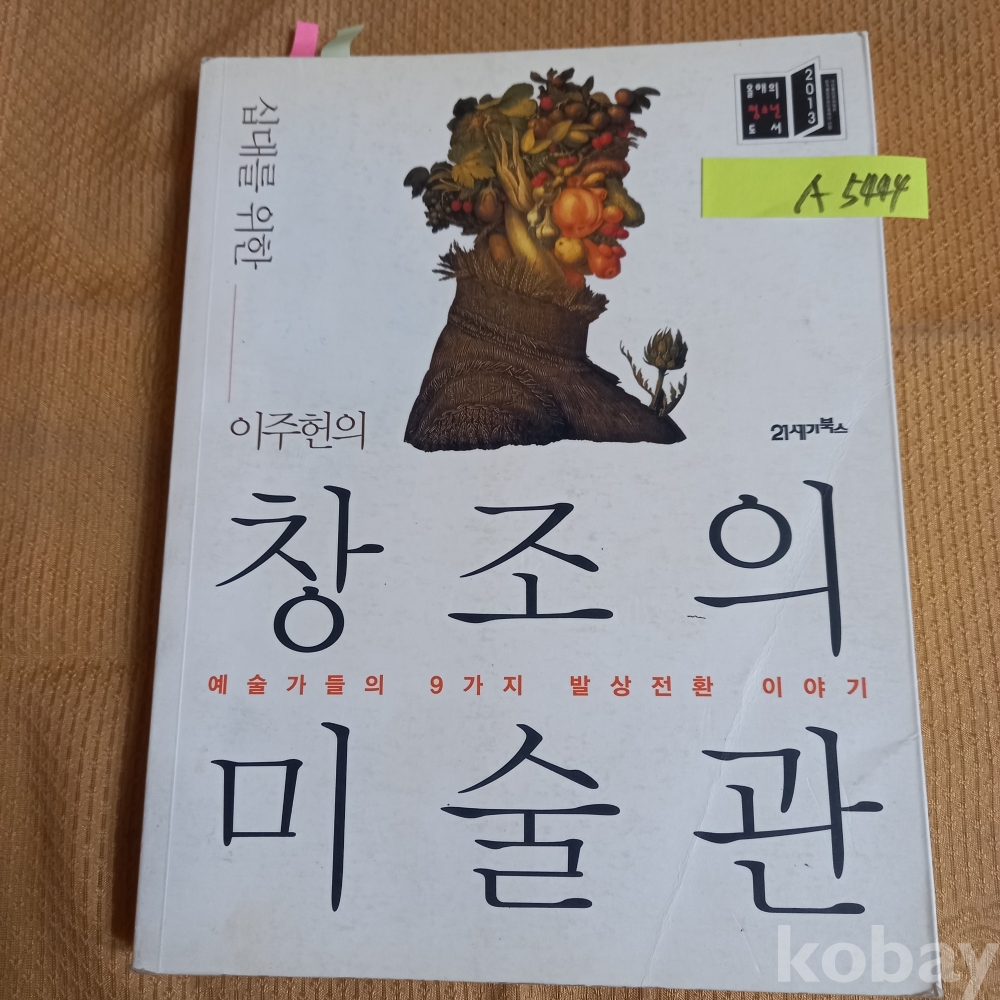 십대를 위한
올해의
청소년
도서
2013
A 5444
이주헌의
21세기북스
창조의
예술가들의 9가지 발상전환 이야기
미술관
kobay